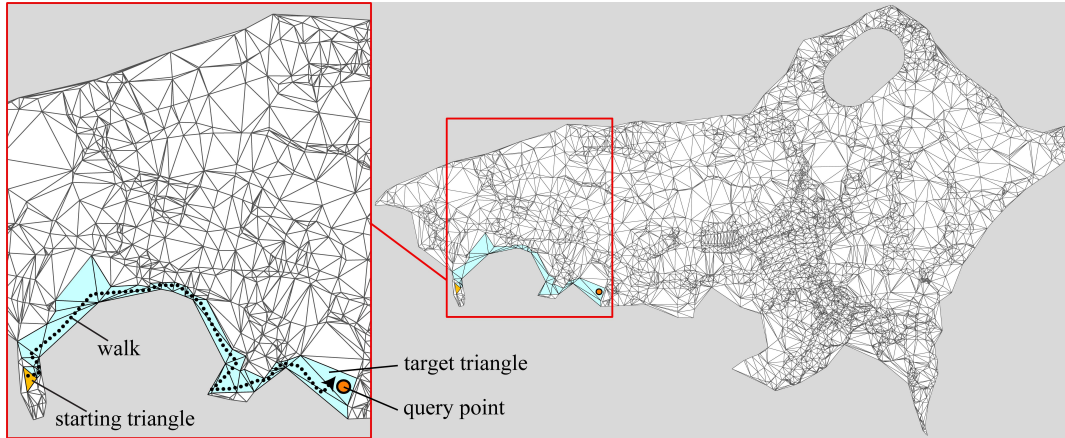 walk
target triangle
query point
starting triangle